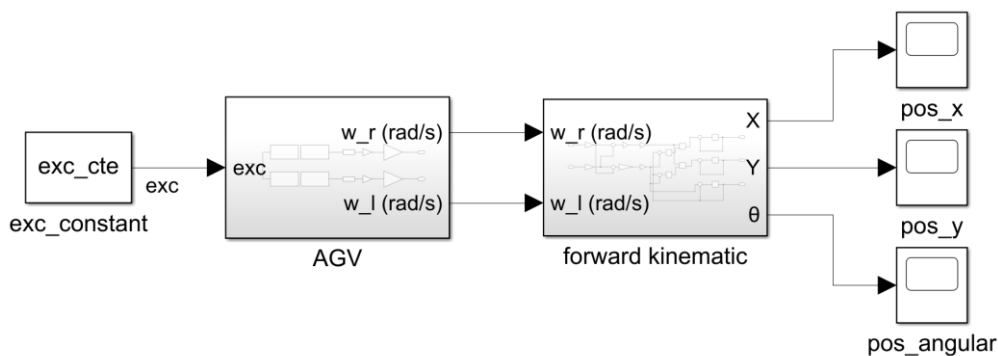 exc_cte
exc_constant
exc
exc
w_r (rad/s)
w_l (rad/s)
AGV
w_r (rad/s)
w_l (rad/s)
X
Y
θ
forward kinematic
pos_x
pos_y
pos_angular